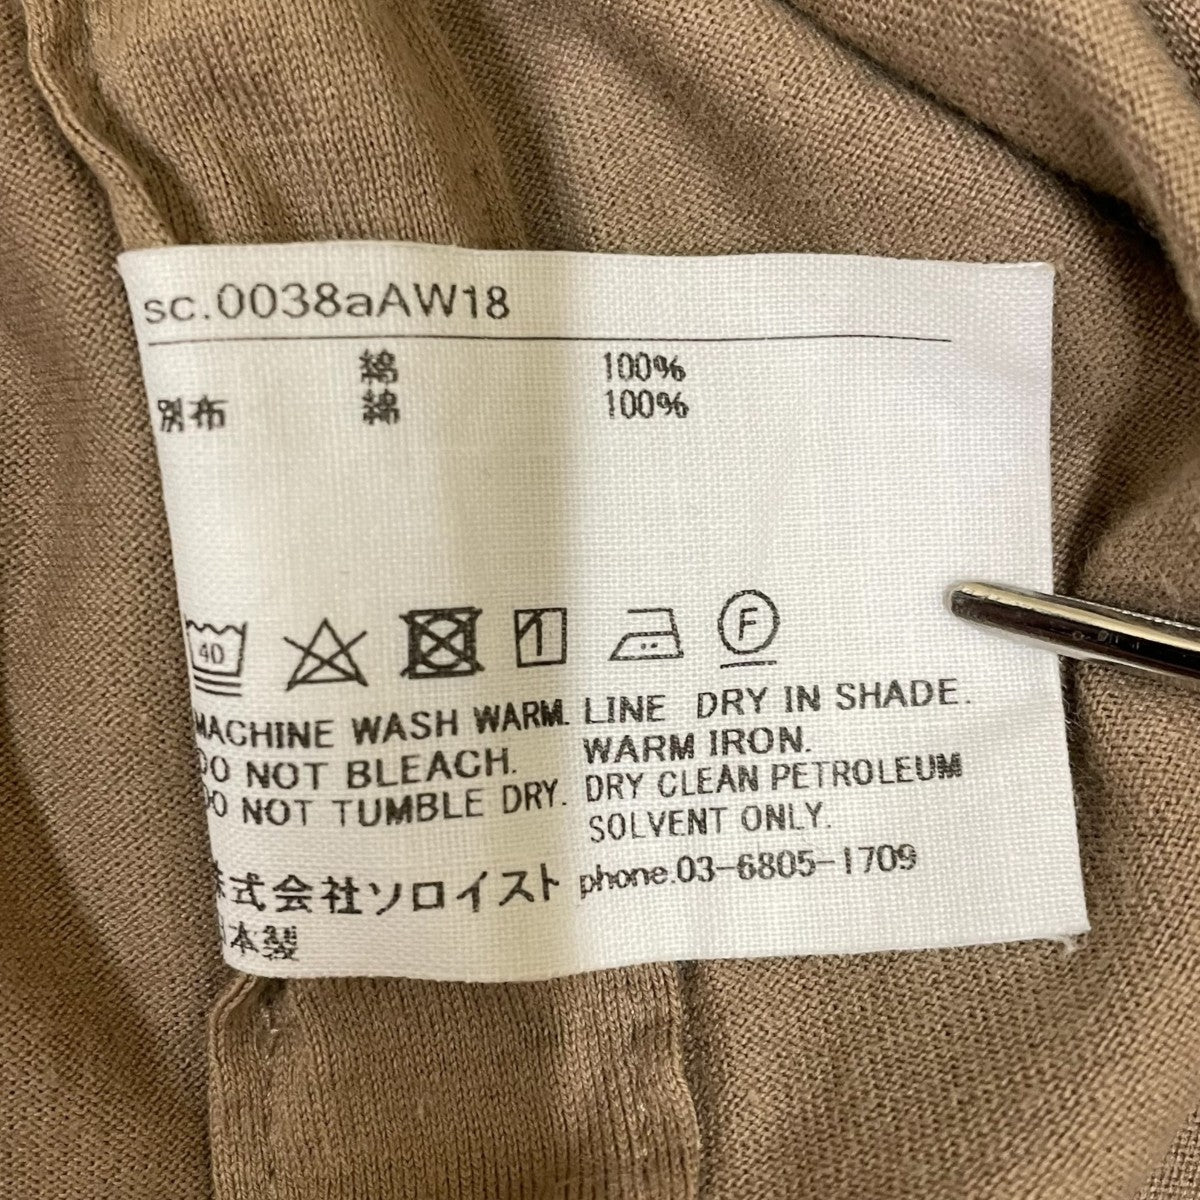 sc.0038aAW18
綿 100%
別布 綿 100%
40
F
MACHINE WASH WARM.
DO NOT BLEACH.
DO NOT TUMBLE DRY.
LINE DRY IN SHADE.
WARM IRON.
DRY CLEAN PETROLEUM
SOLVENT ONLY.
株式会社ソロイスト phone.03-6805-1709
日本製